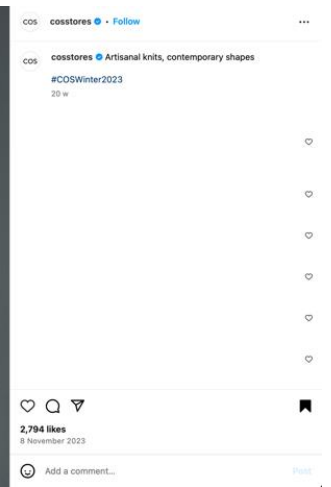 COS cosstores • Follow
COS cosstores Artisanal knits, contemporary shapes
#COSWinter2023
20 w
2,794 likes
8 November 2023
Add a comment... Post